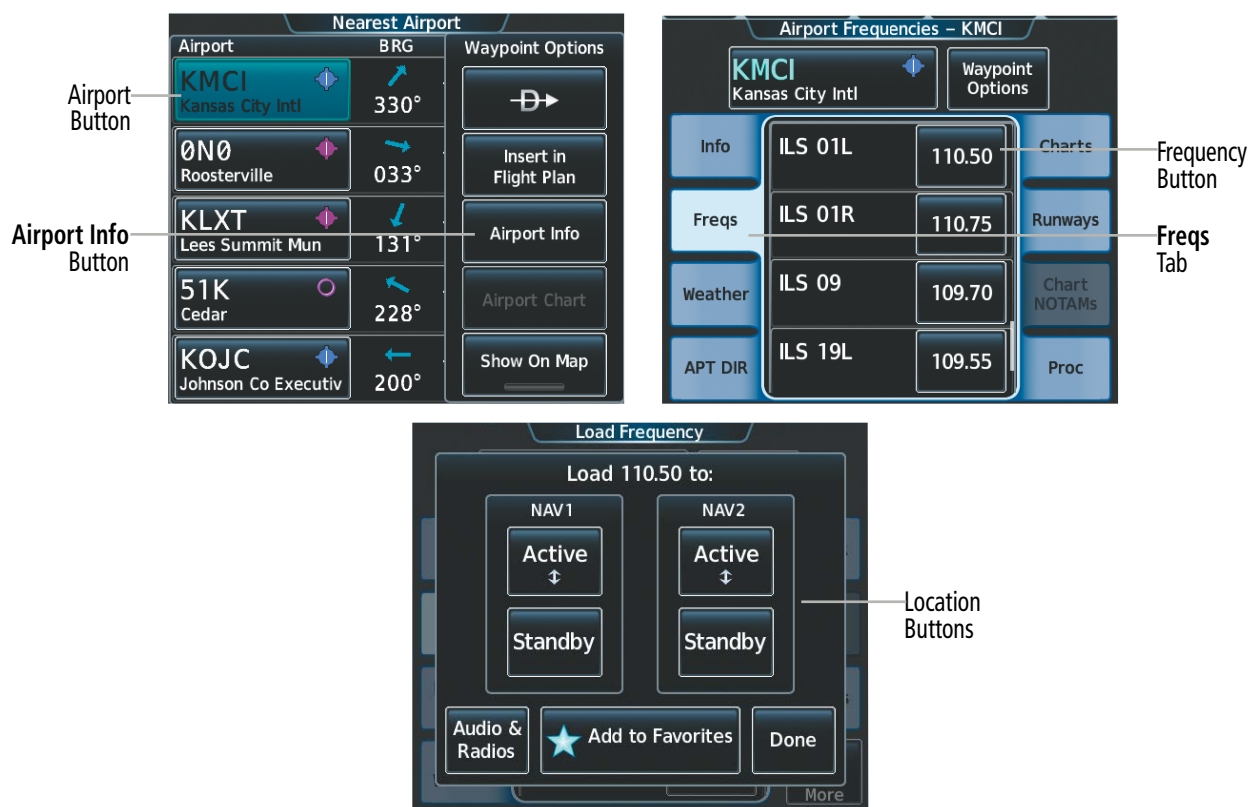 Nearest Airport
Airport BRG Waypoint Options
KMCI
Kansas City Intl
330°
0N0
Roosterville
033°
KLXT
Lees Summit Mun
131°
51K
Cedar
228°
KOJC
Johnson Co Executiv
200°
D
Insert in
Flight Plan
Airport Info
Airport Chart
Show On Map
Airport
Button
Airport Info
Button
Airport Frequencies – KMCI
KMCI
Kansas City Intl
Waypoint
Options
Info
Freqs
Weather
APT DIR
ILS 01L 110.50
ILS 01R 110.75
ILS 09 109.70
ILS 19L 109.55
Charts
Runways
Chart
NOTAMs
Proc
Frequency
Button
Freqs
Tab
Load Frequency
Load 110.50 to:
NAV1 NAV2
Active Active
Standby Standby
Audio &
Radios
Add to Favorites
Done
More
Location
Buttons